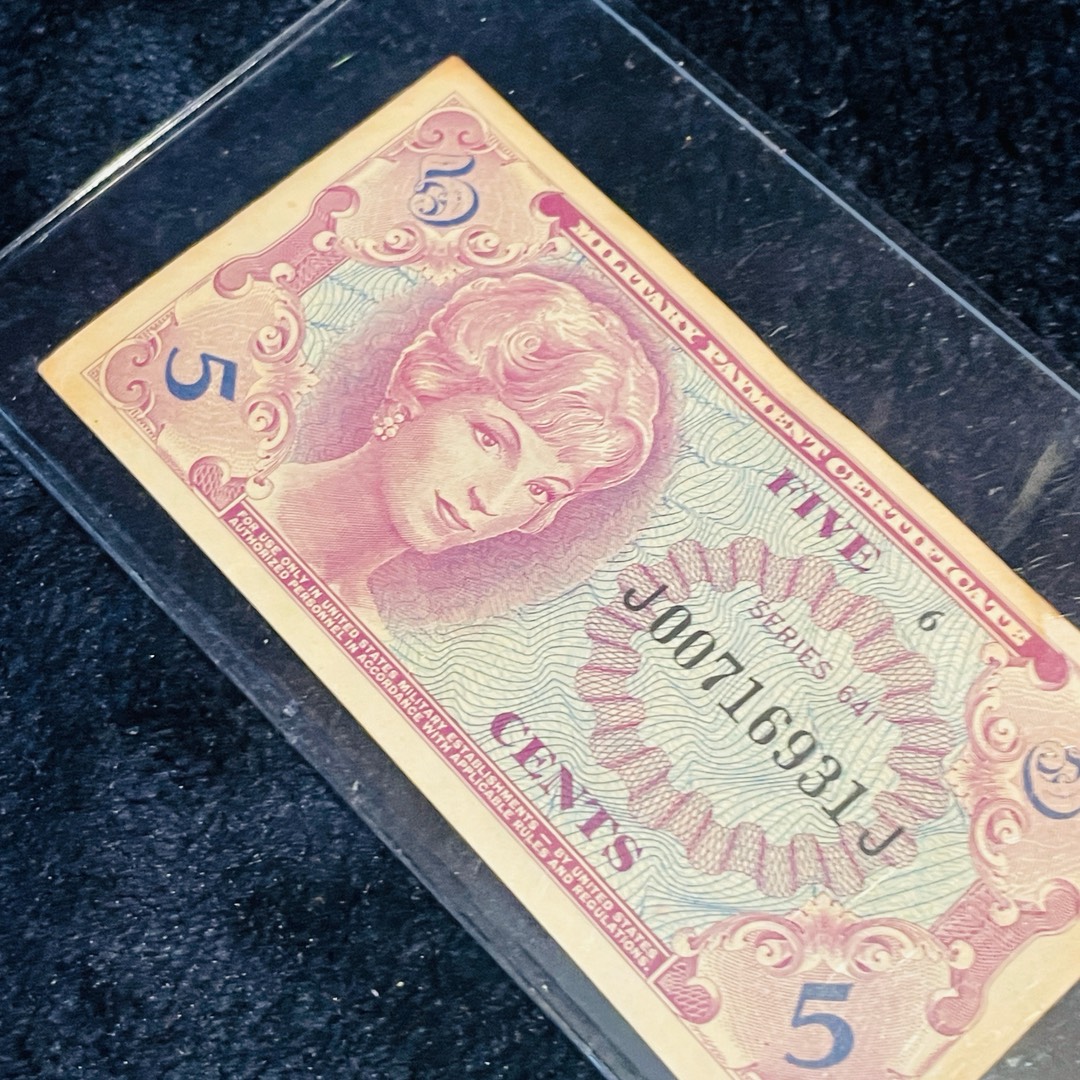 5
5
MILITARY PAYMENT CERTIFICATE
FIVE
6
SERIES 641
J00716931J
CENTS
5
5
FOR USE ONLY IN UNITED STATES MILITARY ESTABLISHMENTS — BY UNITED STATES
AUTHORIZED PERSONNEL IN ACCORDANCE WITH APPLICABLE RULES AND REGULATIONS.